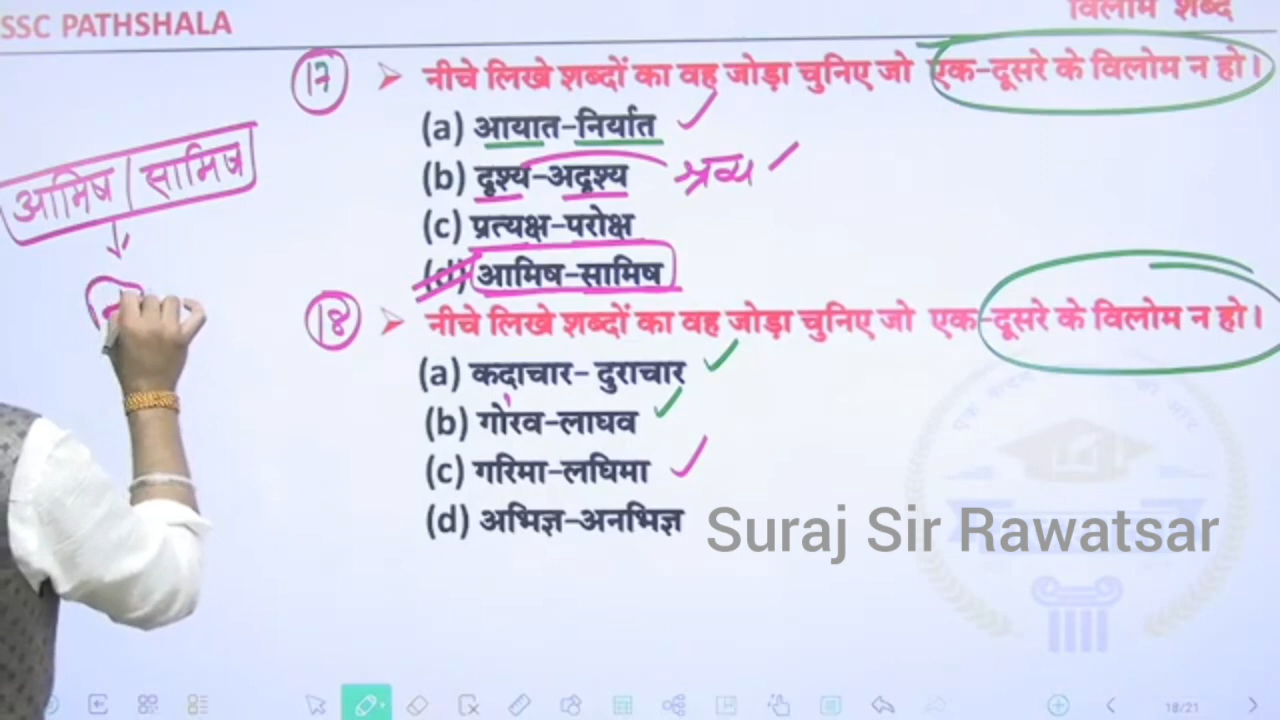 SSC PATHSHALA
विलोम शब्द
17 ➤ नीचे लिखे शब्दों का वह जोड़ा चुनिए जो एक-दूसरे के विलोम न हो।
(a) आयात-निर्यात
आमिष / सामिष
(b) दृश्य-अदृश्य श्रव्य
(c) प्रत्यक्ष-परोक्ष
(d) आमिष-सामिष
18 ➤ नीचे लिखे शब्दों का वह जोड़ा चुनिए जो एक-दूसरे के विलोम न हो।
(a) कदाचार- दुराचार
(b) गोरव-लाघव
(c) गरिमा-लघिमा
(d) अभिज्ञ-अनभिज्ञ
Suraj Sir Rawatsar
18/21